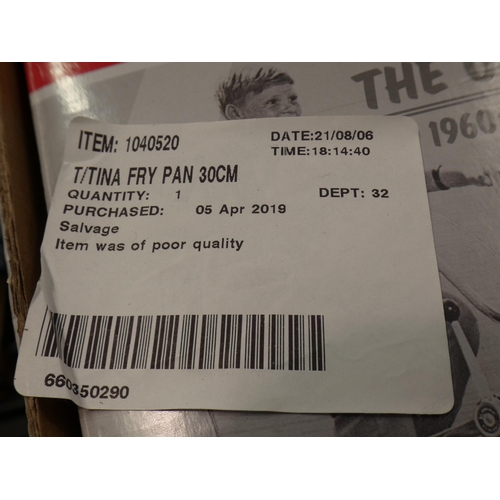 THE
1960
ITEM: 1040520
DATE:21/08/06
TIME:18:14:40
T/TINA FRY PAN 30CM
QUANTITY: 1
DEPT: 32
PURCHASED: 05 Apr 2019
Salvage
Item was of poor quality
660350290